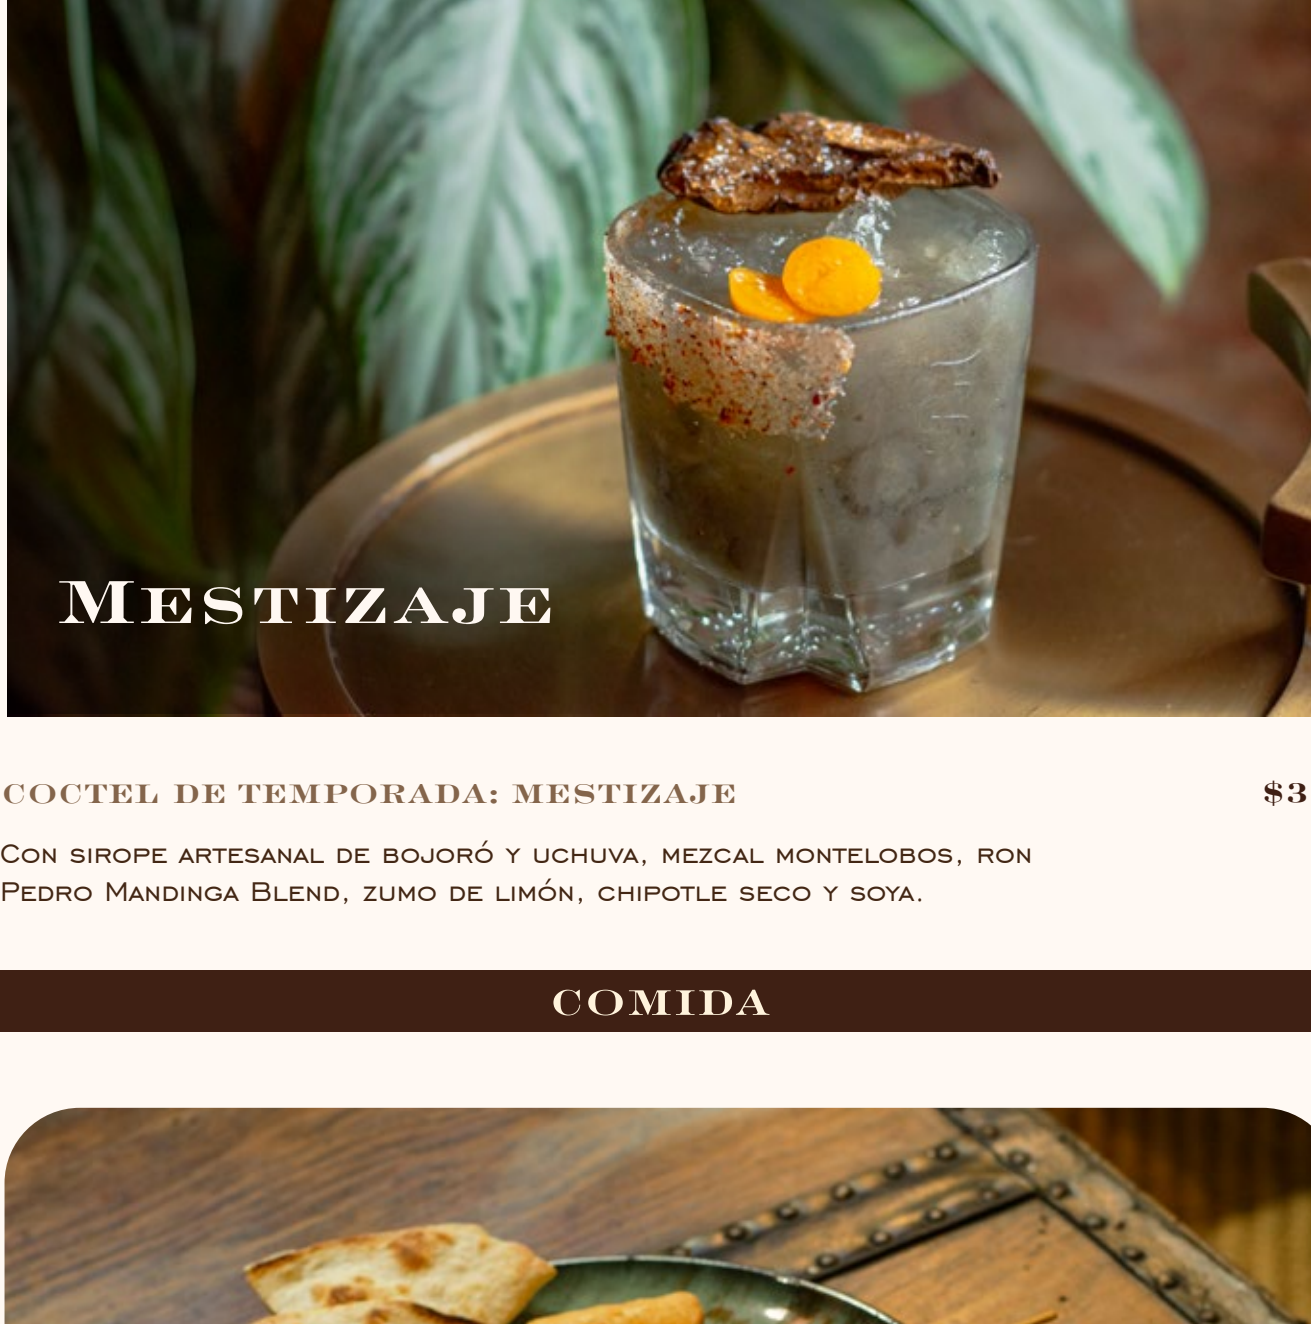 Mestizaje
COCTEL DE TEMPORADA: MESTIZAJE
$3
Con sirope artesanal de bojoró y uchuva, mezcal montelobos, ron
Pedro Mandinga Blend, zumo de limón, chipotle seco y soya.
COMIDA